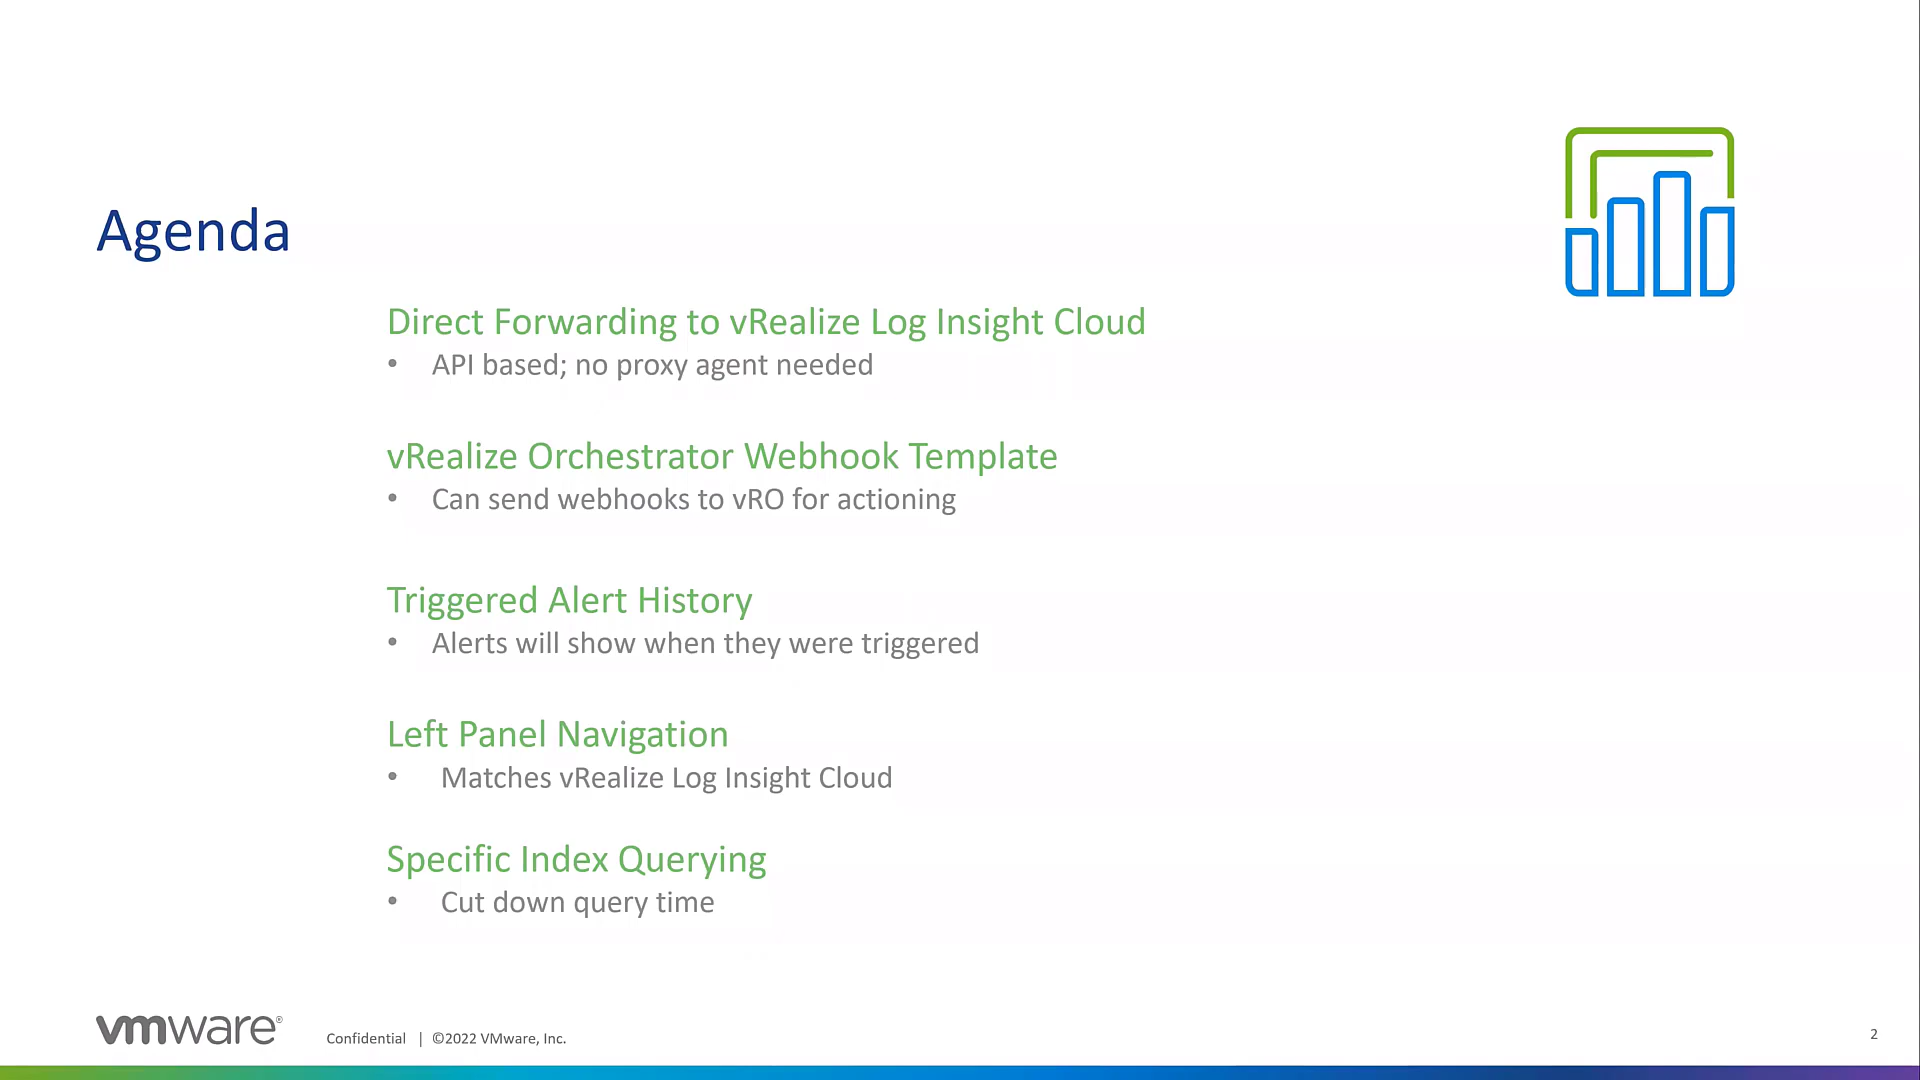 Agenda
Direct Forwarding to vRealize Log Insight Cloud
• API based; no proxy agent needed
vRealize Orchestrator Webhook Template
• Can send webhooks to vRO for actioning
Triggered Alert History
• Alerts will show when they were triggered
Left Panel Navigation
• Matches vRealize Log Insight Cloud
Specific Index Querying
• Cut down query time
vmware®
Confidential | ©2022 VMware, Inc.
2